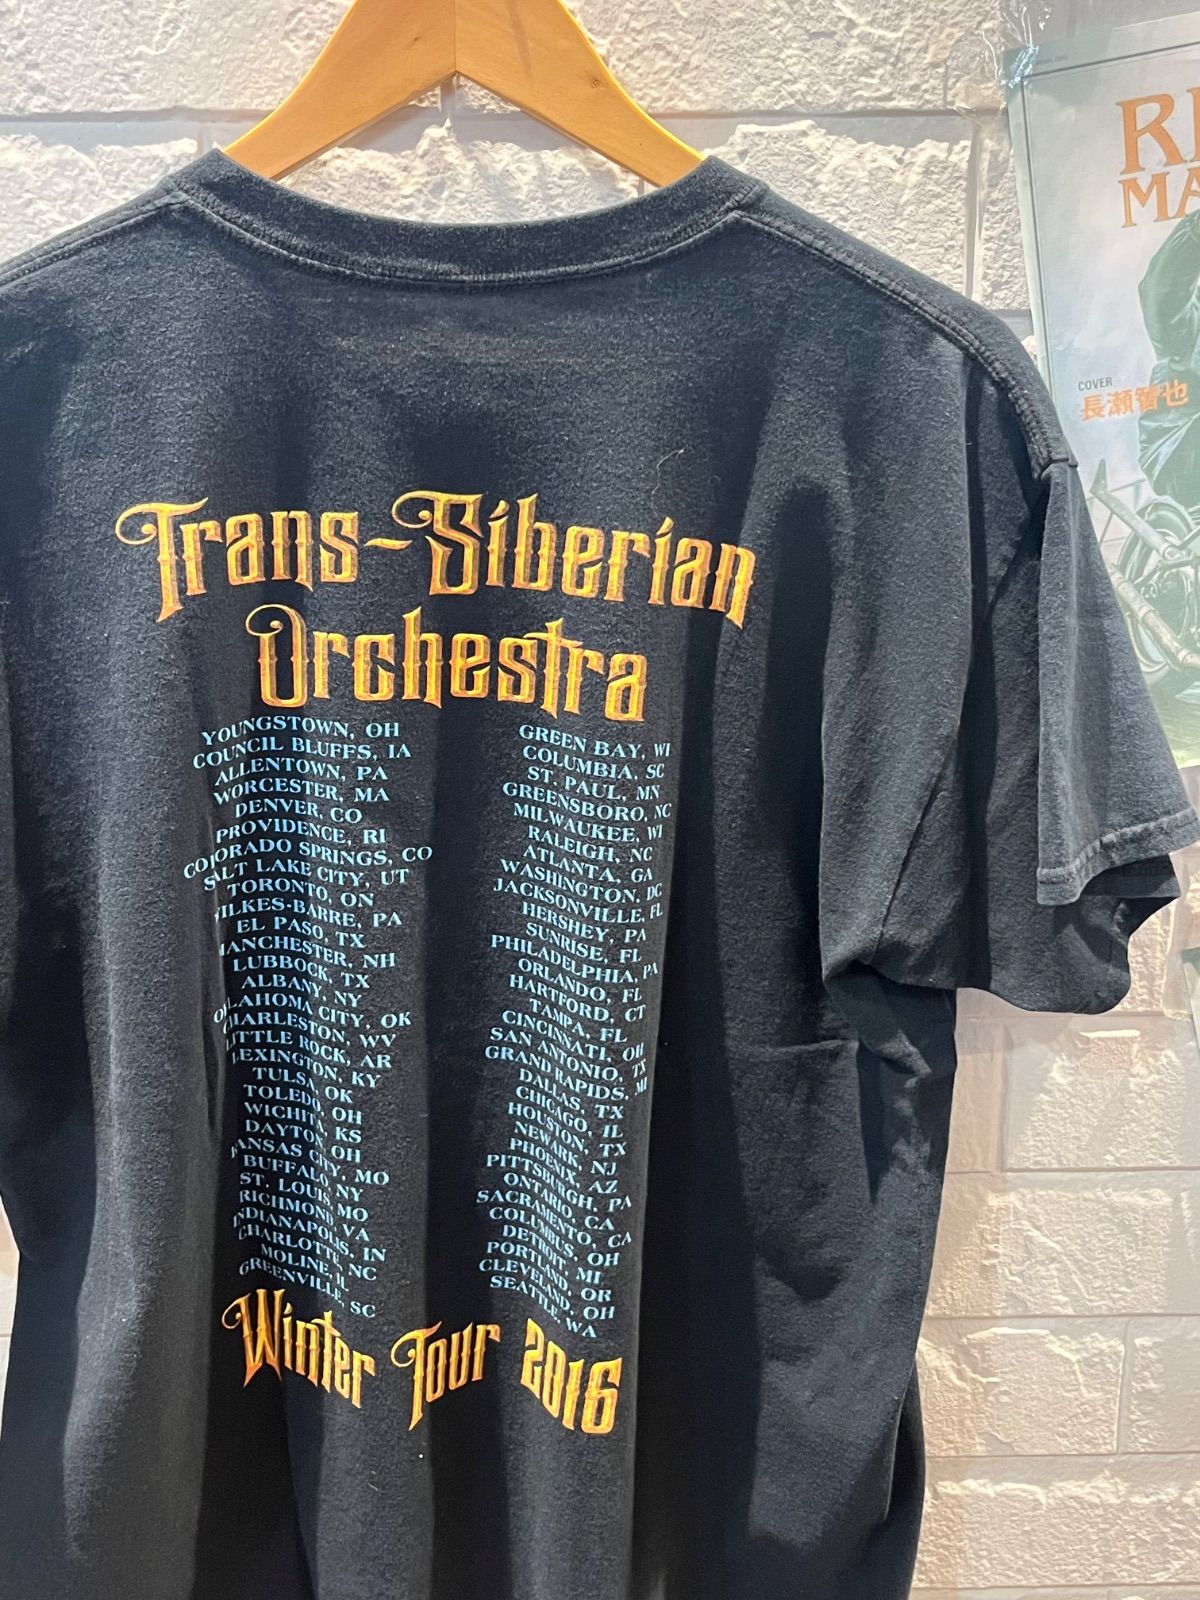 Trans-Siberian
Orchestra
YOUNGSTOWN, OH
COUNCIL BLUFFS, IA
ALLENTOWN, PA
WORCESTER, MA
DENVER, CO
PROVIDENCE, RI
COLORADO SPRINGS, CO
SALT LAKE CITY, UT
TORONTO, ON
WILKES-BARRE, PA
EL PASO, TX
MANCHESTER, NH
LUBBOCK, TX
ALBANY, NY
OKLAHOMA CITY, OK
CHARLESTON, WV
LITTLE ROCK, AR
LEXINGTON, KY
TULSA, OK
TOLEDO, OH
WICHITA, KS
DAYTON, OH
KANSAS CITY, MO
BUFFALO, NY
ST. LOUIS, MO
RICHMOND, VA
INDIANAPOLIS, IN
CHARLOTTE, NC
MOLINE, IL
GREENVILLE, SC
GREEN BAY, WI
COLUMBIA, SC
ST. PAUL, MN
GREENSBORO, NC
MILWAUKEE, WI
RALEIGH, NC
ATLANTA, GA
WASHINGTON, DC
JACKSONVILLE, FL
HERSHEY, PA
SUNRISE, FL
PHILADELPHIA, PA
ORLANDO, FL
HARTFORD, CT
TAMPA, FL
CINCINNATI, OH
SAN ANTONIO, TX
GRAND RAPIDS, MI
DALLAS, TX
CHICAGO, IL
HOUSTON, TX
NEWARK, NJ
PHOENIX, AZ
PITTSBURGH, PA
ONTARIO, CA
SACRAMENTO, CA
COLUMBUS, OH
DETROIT, MI
PORTLAND, OR
CLEVELAND, OH
SEATTLE, WA
Winter Tour 2016
COVER
長瀬智也